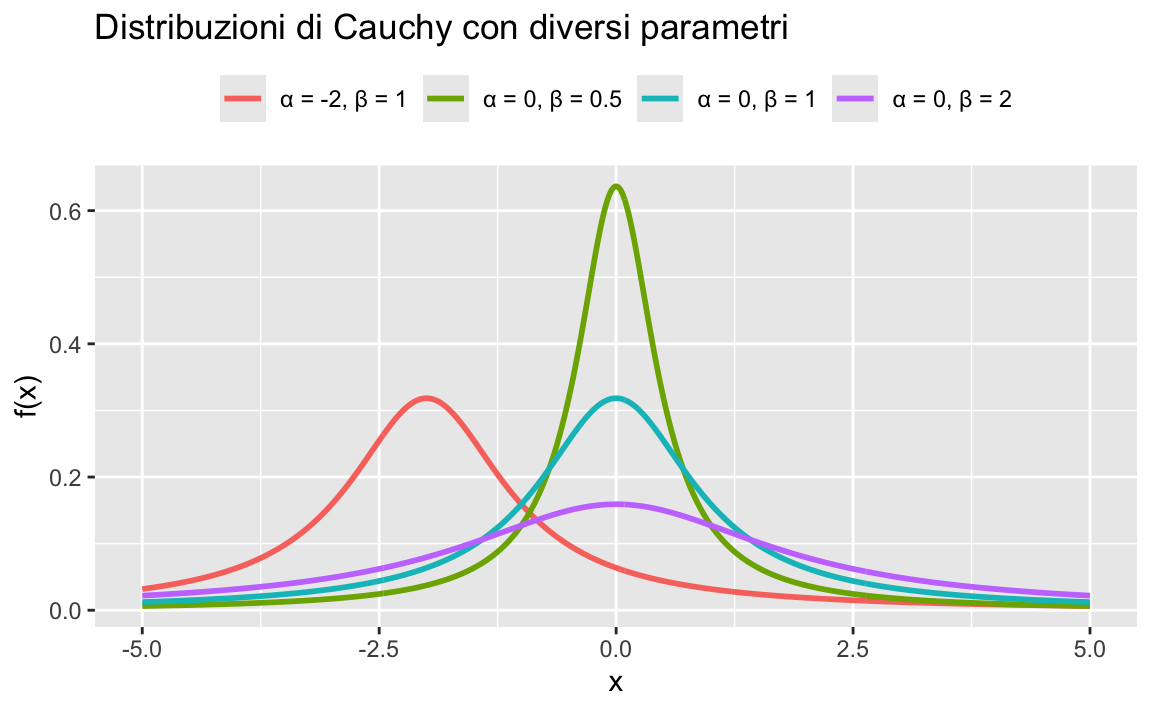 Distribuzioni di Cauchy con diversi parametri
α = -2, β = 1 α = 0, β = 0.5 α = 0, β = 1 α = 0, β = 2
f(x)
0.6
0.4
0.2
0.0
-5.0 -2.5 0.0 2.5 5.0
x